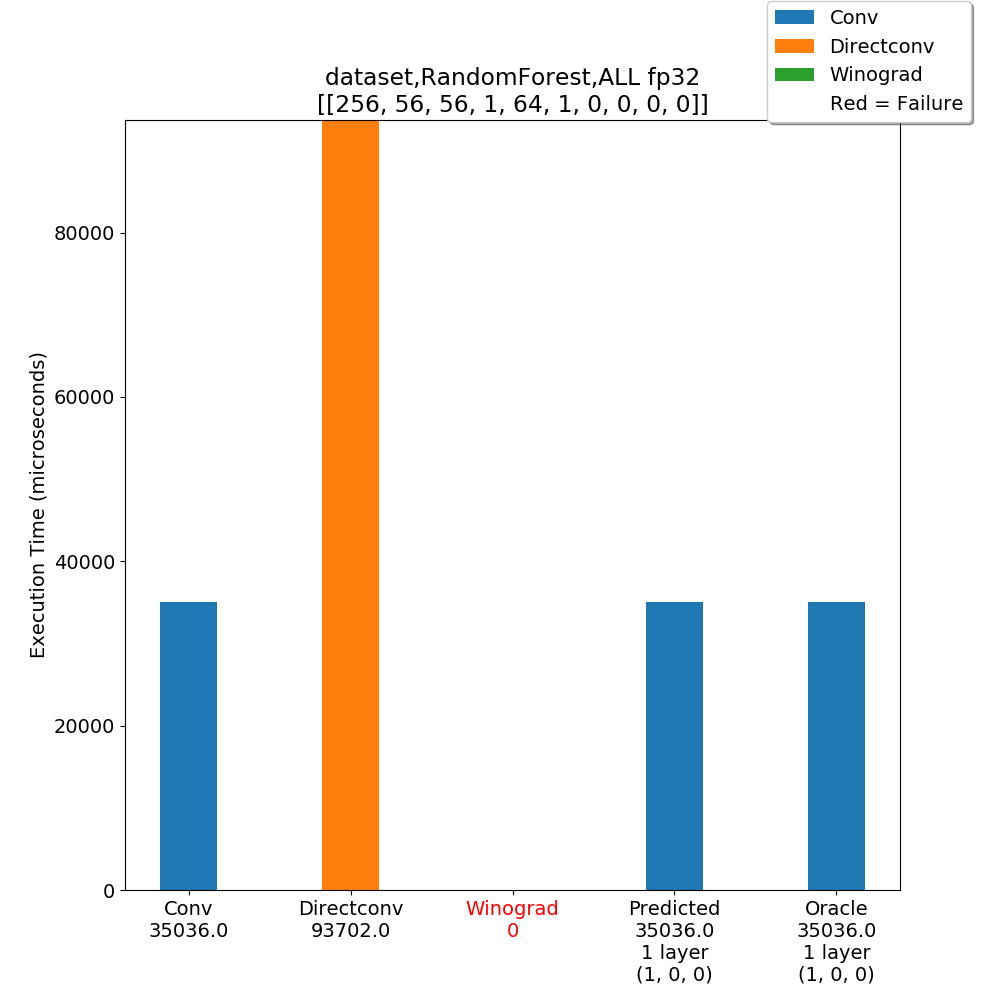 Conv
Directconv
Winograd
Red = Failure
dataset,RandomForest,ALL fp32
[[256, 56, 56, 1, 64, 1, 0, 0, 0, 0]]
Execution Time (microseconds)
80000
60000
40000
20000
0
Conv
35036.0
Directconv
93702.0
Winograd
0
Predicted
35036.0
1 layer
(1, 0, 0)
Oracle
35036.0
1 layer
(1, 0, 0)